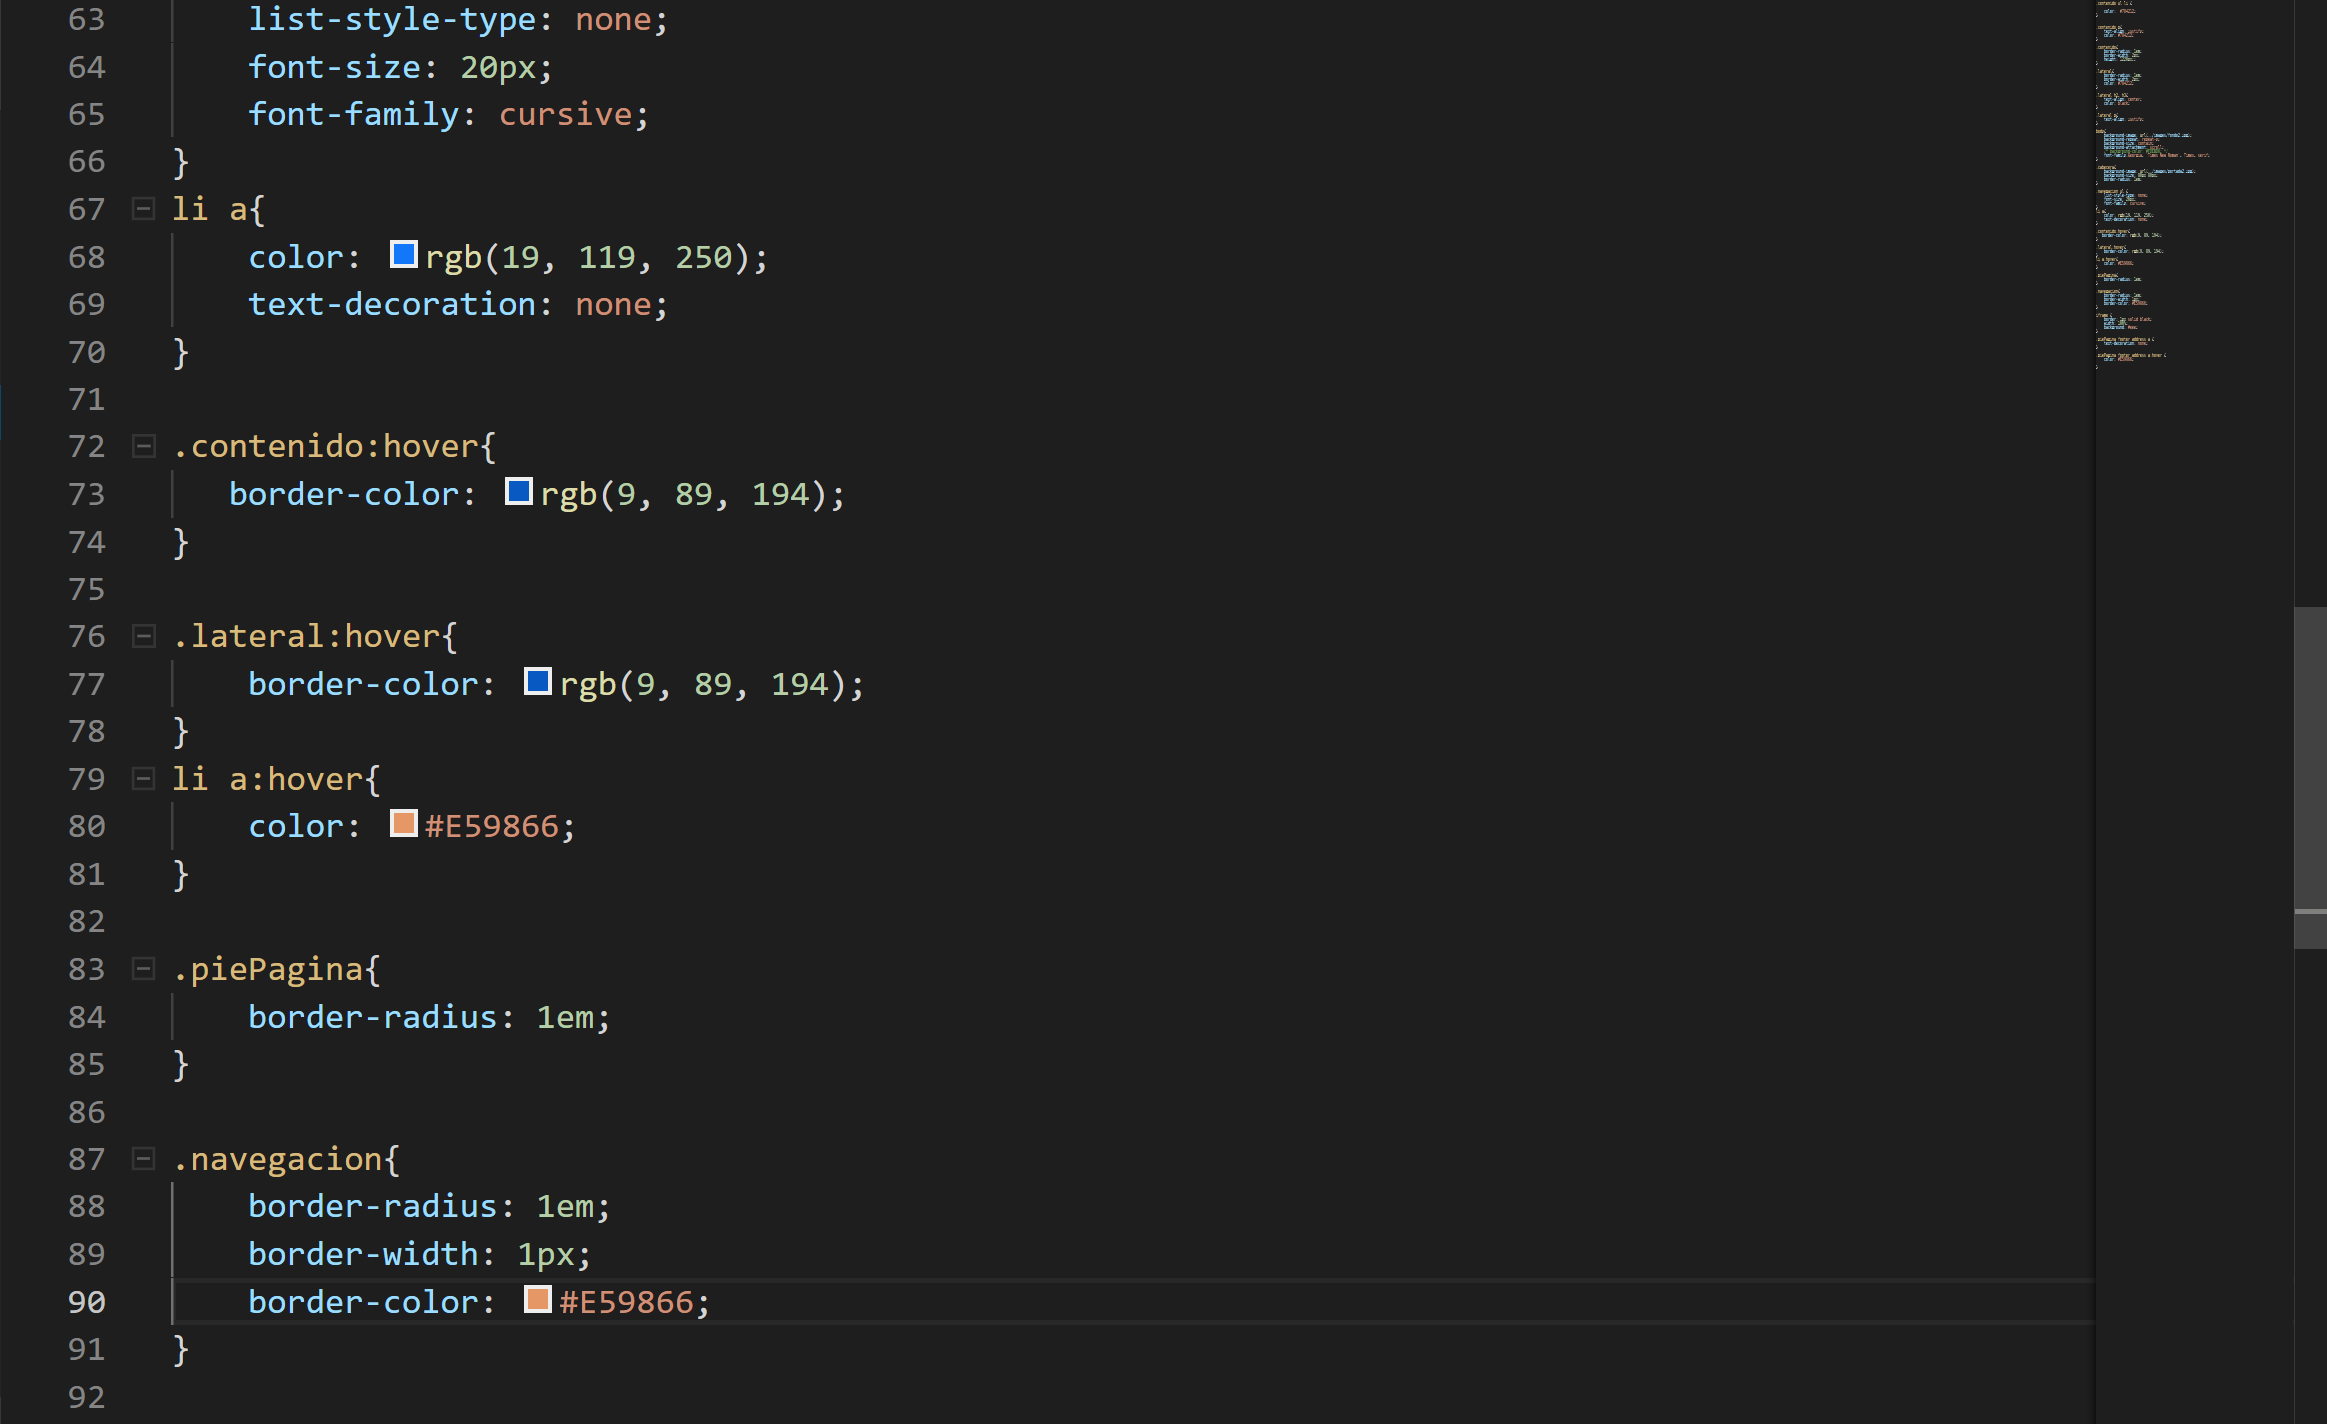 63 list-style-type: none;
64 font-size: 20px;
65 font-family: cursive;
66 }
67 li a{
68 color: rgb(19, 119, 250);
69 text-decoration: none;
70 }
71
72 .contenido:hover{
73 border-color: rgb(9, 89, 194);
74 }
75
76 .lateral:hover{
77 border-color: rgb(9, 89, 194);
78 }
79 li a:hover{
80 color: #E59866;
81 }
82
83 .piePagina{
84 border-radius: 1em;
85 }
86
87 .navegacion{
88 border-radius: 1em;
89 border-width: 1px;
90 border-color: #E59866;
91 }
92